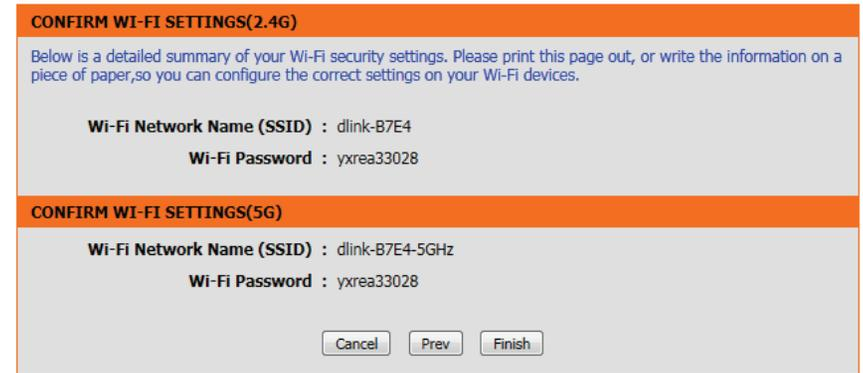 CONFIRM WI-FI SETTINGS(2.4G)
Below is a detailed summary of your Wi-Fi security settings. Please print this page out, or write the information on a
piece of paper,so you can configure the correct settings on your Wi-Fi devices.
Wi-Fi Network Name (SSID) : dlink-B7E4
Wi-Fi Password : yxrea33028
CONFIRM WI-FI SETTINGS(5G)
Wi-Fi Network Name (SSID) : dlink-B7E4-5GHz
Wi-Fi Password : yxrea33028
Cancel Prev Finish